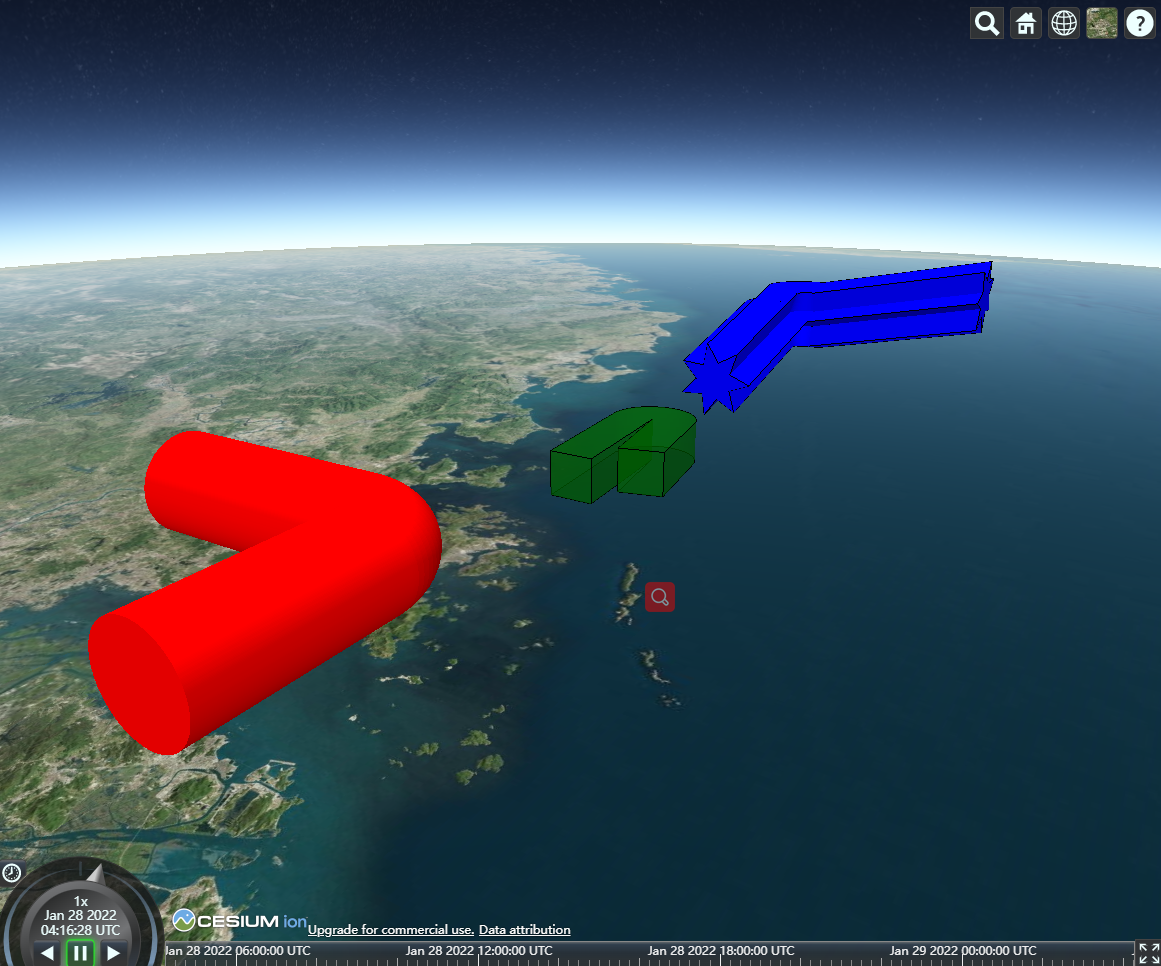 ?
1x
Jan 28 2022
04:16:28 UTC
CESIUM ion
Upgrade for commercial use. Data attribution
Jan 28 2022 06:00:00 UTC
Jan 28 2022 12:00:00 UTC
Jan 28 2022 18:00:00 UTC
Jan 29 2022 00:00:00 UTC